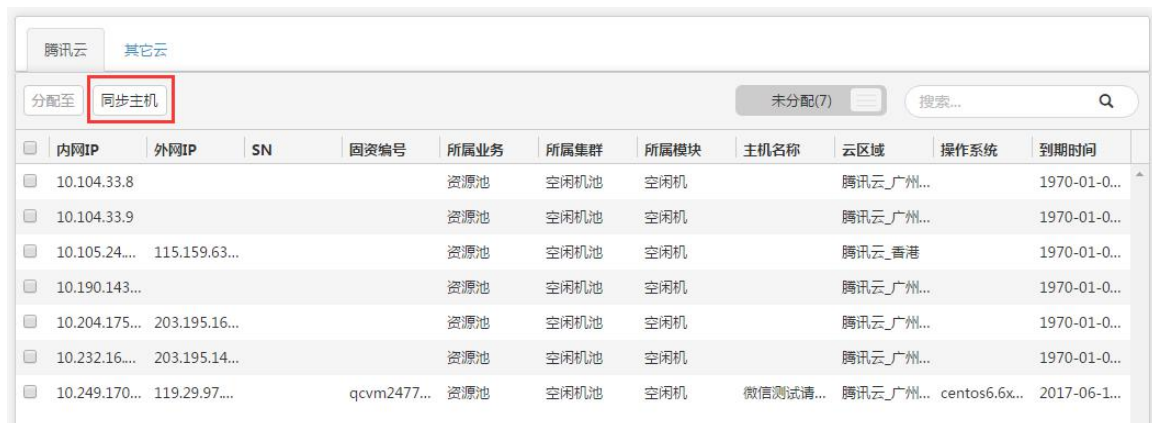 腾讯云 其它云
分配至 同步主机 未分配(7) 搜索...
内网IP 外网IP SN 固资编号 所属业务 所属集群 所属模块 主机名称 云区域 操作系统 到期时间
10.104.33.8 资源池 空闲机池 空闲机 腾讯云_广州... 1970-01-0...
10.104.33.9 资源池 空闲机池 空闲机 腾讯云_广州... 1970-01-0...
10.105.24.... 115.159.63... 资源池 空闲机池 空闲机 腾讯云_香港 1970-01-0...
10.190.143... 资源池 空闲机池 空闲机 腾讯云_广州... 1970-01-0...
10.204.175... 203.195.16... 资源池 空闲机池 空闲机 腾讯云_广州... 1970-01-0...
10.232.16.... 203.195.14... 资源池 空闲机池 空闲机 腾讯云_广州... 1970-01-0...
10.249.170... 119.29.97.... qcvm2477... 资源池 空闲机池 空闲机 微信测试请... 腾讯云_广州... centos6.6x... 2017-06-1...